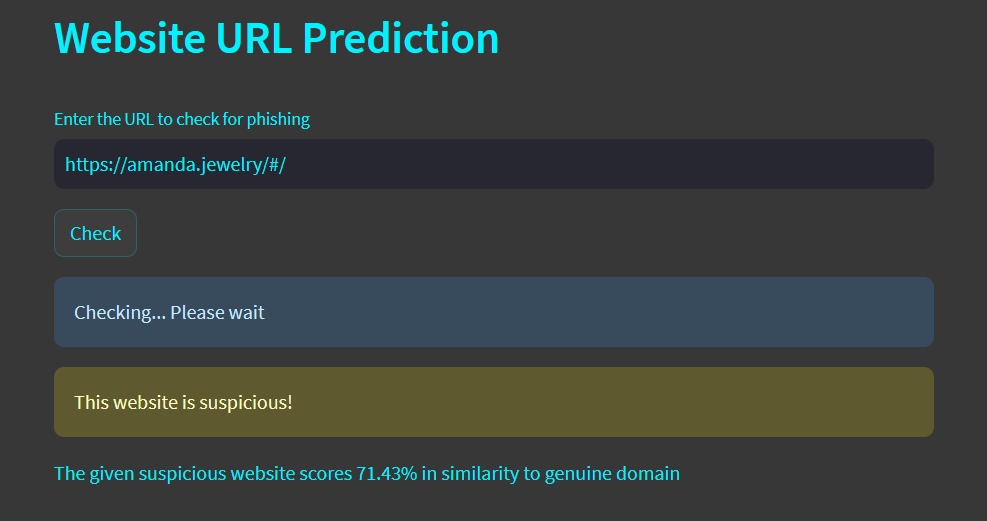 Website URL Prediction
Enter the URL to check for phishing
https://amanda.jewelry/#/
Check
Checking... Please wait
This website is suspicious!
The given suspicious website scores 71.43% in similarity to genuine domain